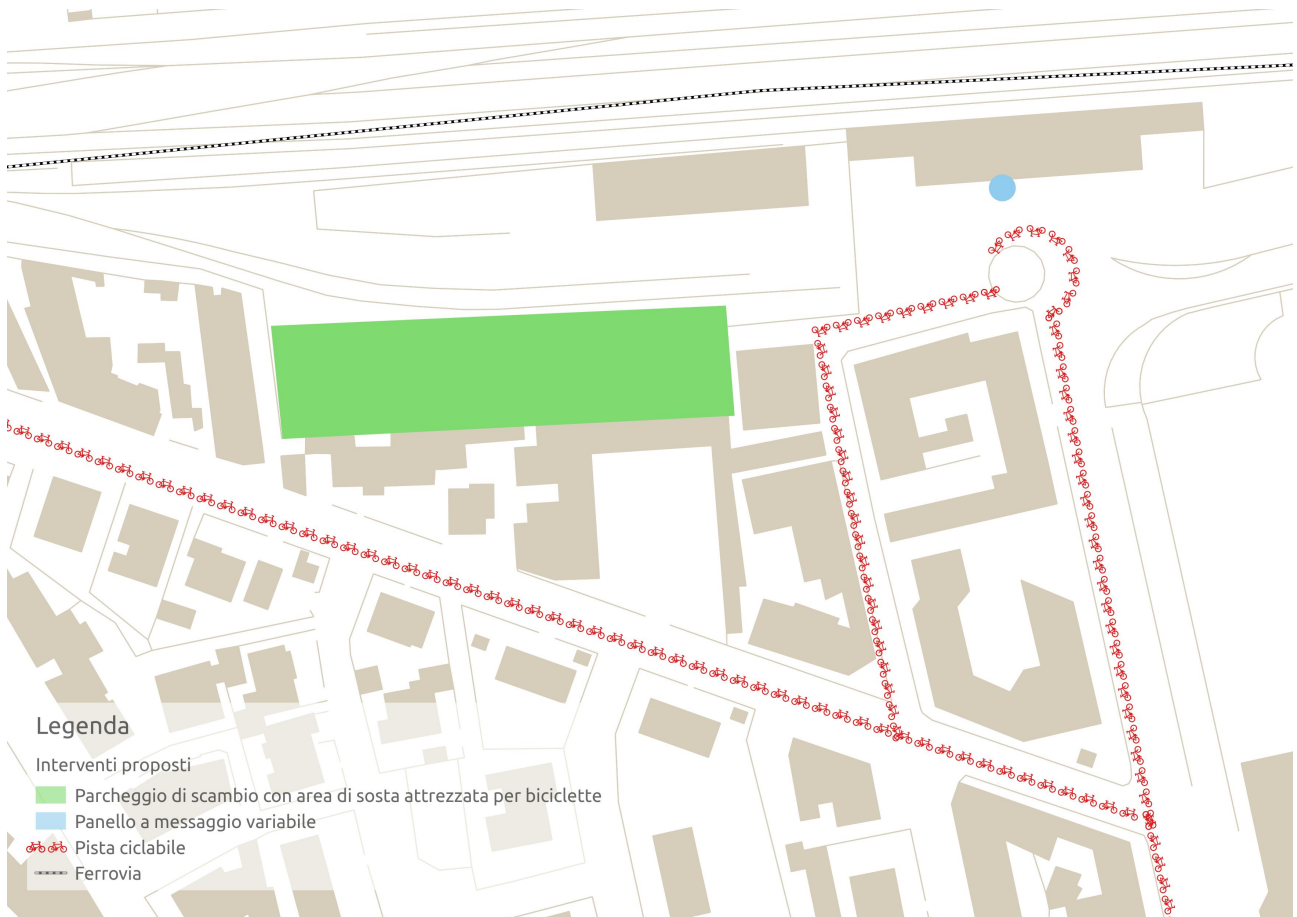 Legenda
Interventi proposti
Parcheggio di scambio con area di sosta attrezzata per biciclette
Panello a messaggio variabile
Pista ciclabile
Ferrovia